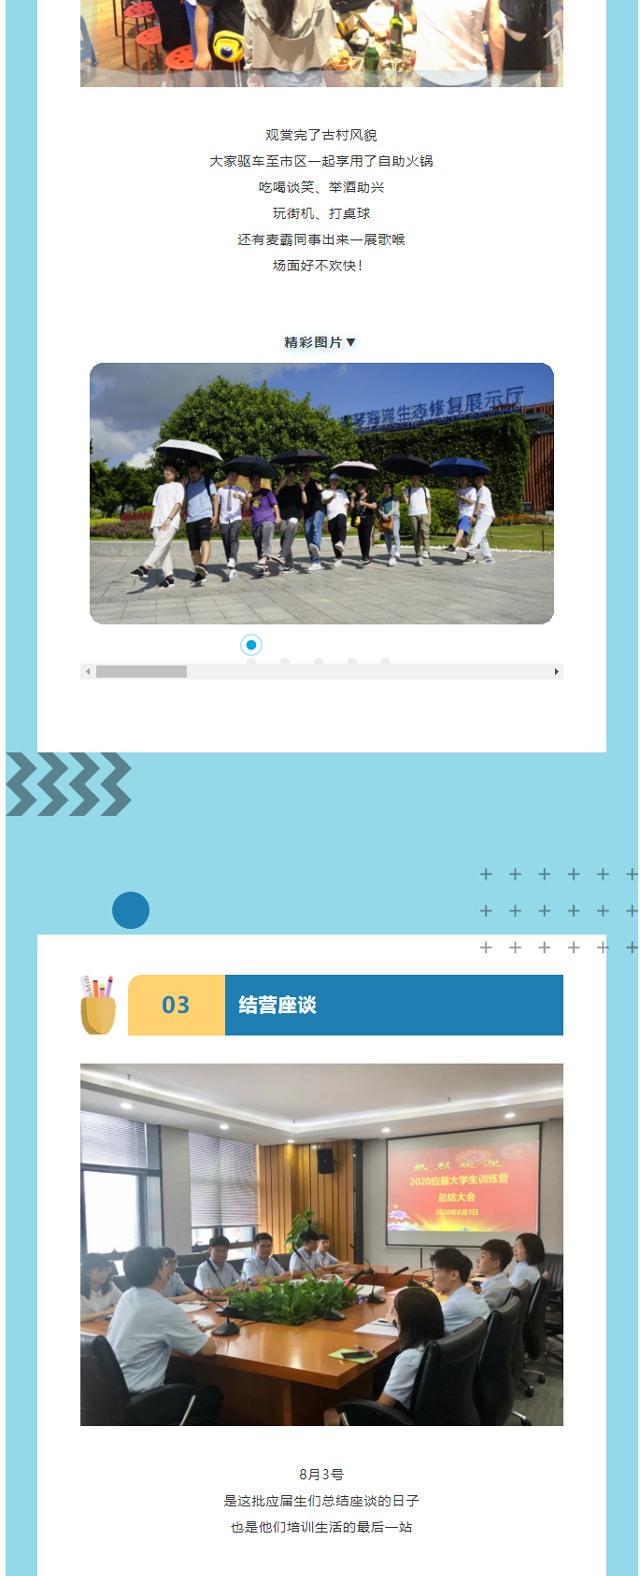 观赏完了古村风貌
大家驱车至市区一起享用了自助火锅
吃喝谈笑、举酒助兴
玩街机、打桌球
还有麦霸同事出来一展歌喉
场面好不欢快！
精彩图片▼
海洋生态修复展示厅
03
结营座谈
2020应届大学生训练营
总结大会
2020年8月3日
8月3号
是这批应届生们总结座谈的日子
也是他们培训生活的最后一站